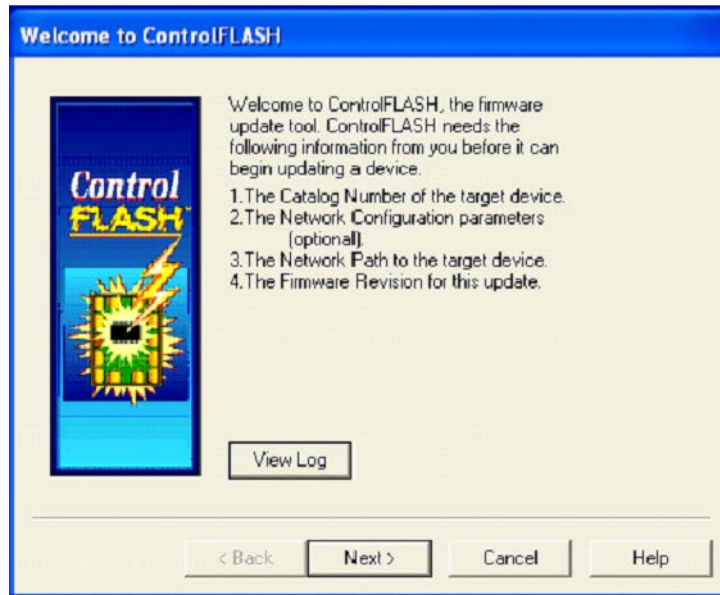 Welcome to ControlFLASH
Control
FLASH
Welcome to ControlFLASH, the firmware
update tool. ControlFLASH needs the
following information from you before it can
begin updating a device.
1.The Catalog Number of the target device.
2.The Network Configuration parameters
(optional).
3.The Network Path to the target device.
4.The Firmware Revision for this update.
View Log
< Back
Next >
Cancel
Help